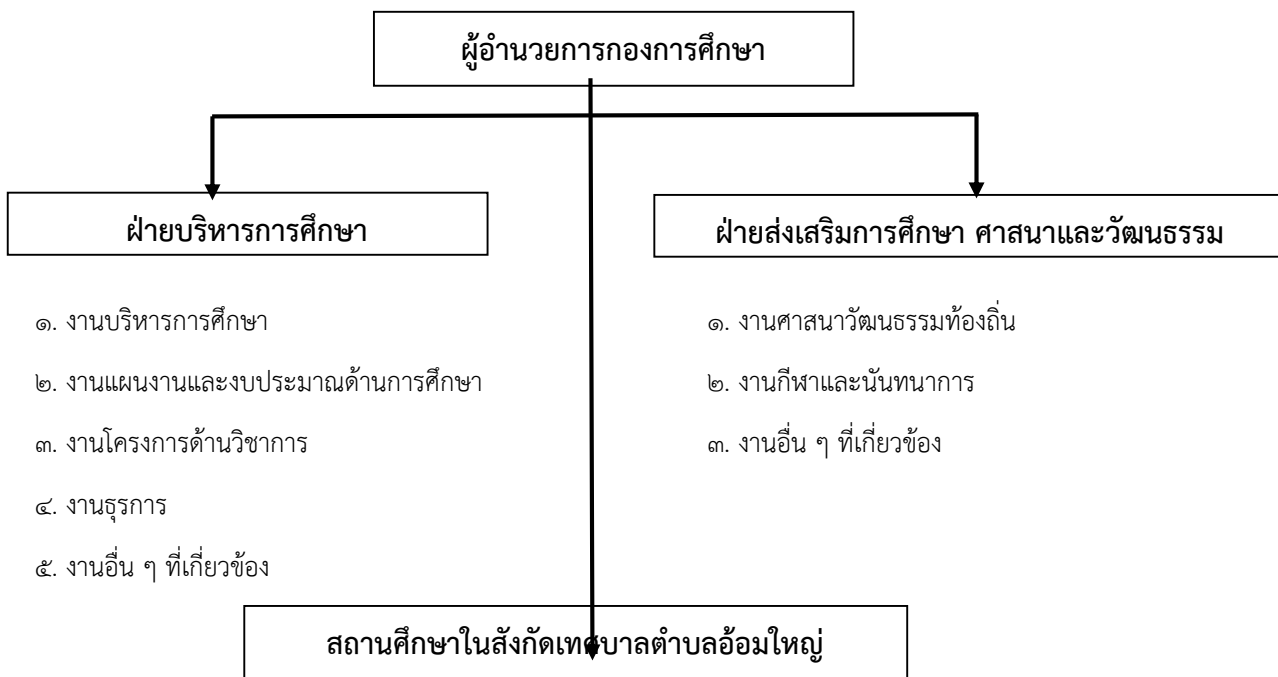 ผู้อำนวยการกองการศึกษา
ฝ่ายบริหารการศึกษา
๑. งานบริหารการศึกษา
๒. งานแผนงานและงบประมาณด้านการศึกษา
๓. งานโครงการด้านวิชาการ
๔. งานธุรการ
๕. งานอื่น ๆ ที่เกี่ยวข้อง
ฝ่ายส่งเสริมการศึกษา ศาสนาและวัฒนธรรม
๑. งานศาสนาวัฒนธรรมท้องถิ่น
๒. งานกีฬาและนันทนาการ
๓. งานอื่น ๆ ที่เกี่ยวข้อง
สถานศึกษาในสังกัดเทศบาลตำบลอ้อมใหญ่